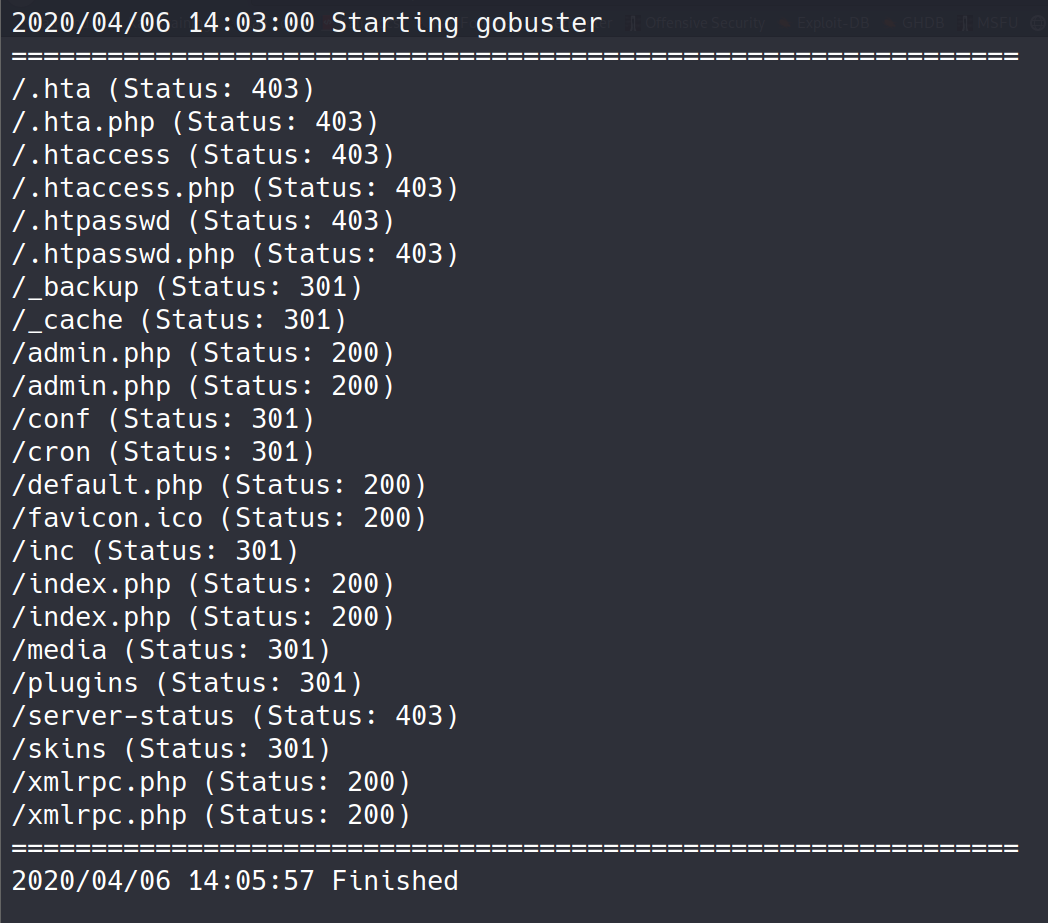 2020/04/06 14:03:00 Starting gobuster
Offensive Security Exploit-DB GHDB MSFU
===============================================================
/.hta (Status: 403)
/.hta.php (Status: 403)
/.htaccess (Status: 403)
/.htaccess.php (Status: 403)
/.htpasswd (Status: 403)
/.htpasswd.php (Status: 403)
/_backup (Status: 301)
/_cache (Status: 301)
/admin.php (Status: 200)
/admin.php (Status: 200)
/conf (Status: 301)
/cron (Status: 301)
/default.php (Status: 200)
/favicon.ico (Status: 200)
/inc (Status: 301)
/index.php (Status: 200)
/index.php (Status: 200)
/media (Status: 301)
/plugins (Status: 301)
/server-status (Status: 403)
/skins (Status: 301)
/xmlrpc.php (Status: 200)
/xmlrpc.php (Status: 200)
===============================================================
2020/04/06 14:05:57 Finished